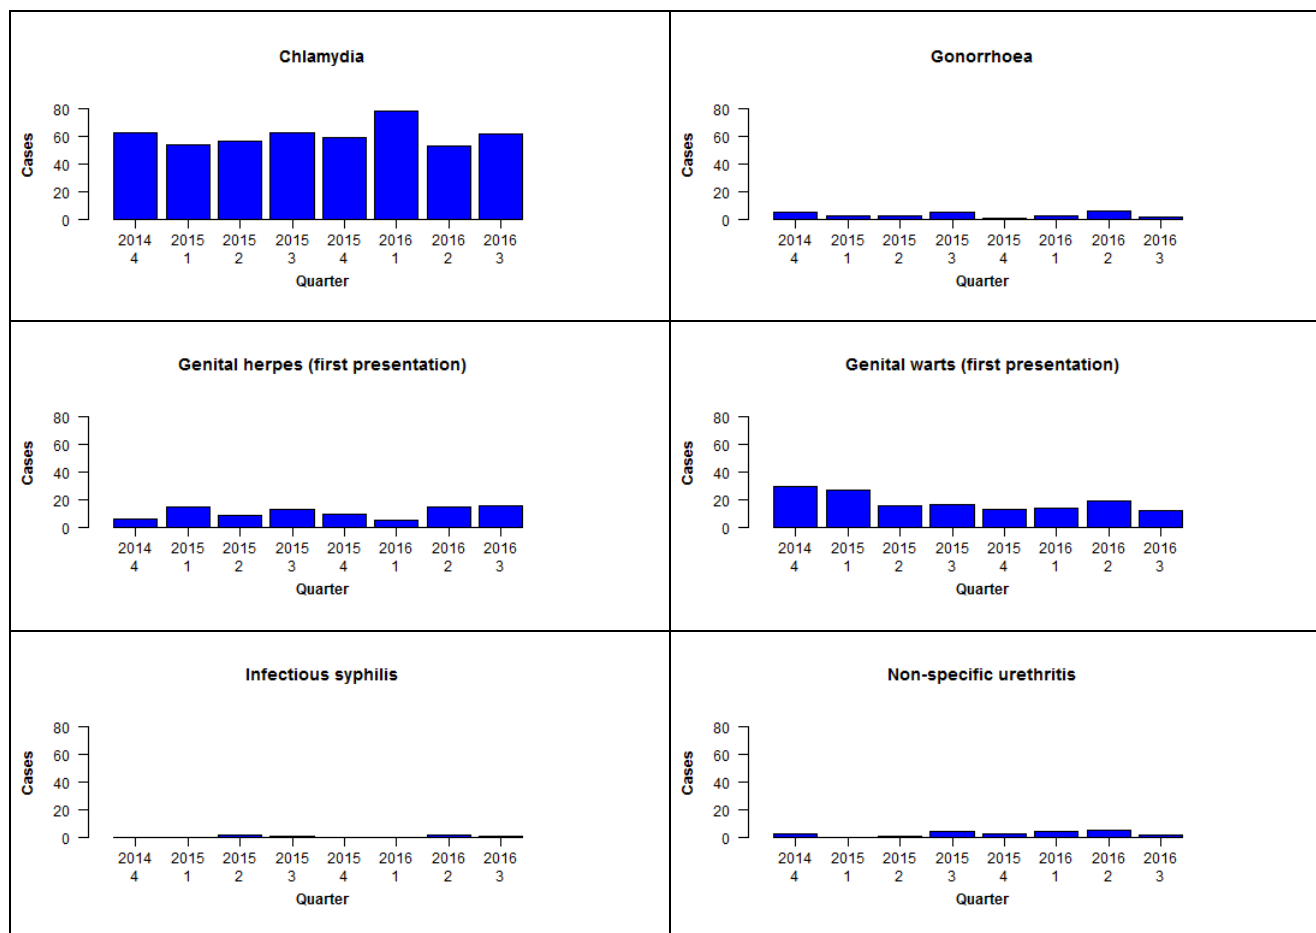 Chlamydia
Cases
80
60
40
20
0
2014 2015 2015 2015 2015 2016 2016 2016
4 1 2 3 4 1 2 3
Quarter
Gonorrhoea
Cases
80
60
40
20
0
2014 2015 2015 2015 2015 2016 2016 2016
4 1 2 3 4 1 2 3
Quarter
Genital herpes (first presentation)
Cases
80
60
40
20
0
2014 2015 2015 2015 2015 2016 2016 2016
4 1 2 3 4 1 2 3
Quarter
Genital warts (first presentation)
Cases
80
60
40
20
0
2014 2015 2015 2015 2015 2016 2016 2016
4 1 2 3 4 1 2 3
Quarter
Infectious syphilis
Cases
80
60
40
20
0
2014 2015 2015 2015 2015 2016 2016 2016
4 1 2 3 4 1 2 3
Quarter
Non-specific urethritis
Cases
80
60
40
20
0
2014 2015 2015 2015 2015 2016 2016 2016
4 1 2 3 4 1 2 3
Quarter